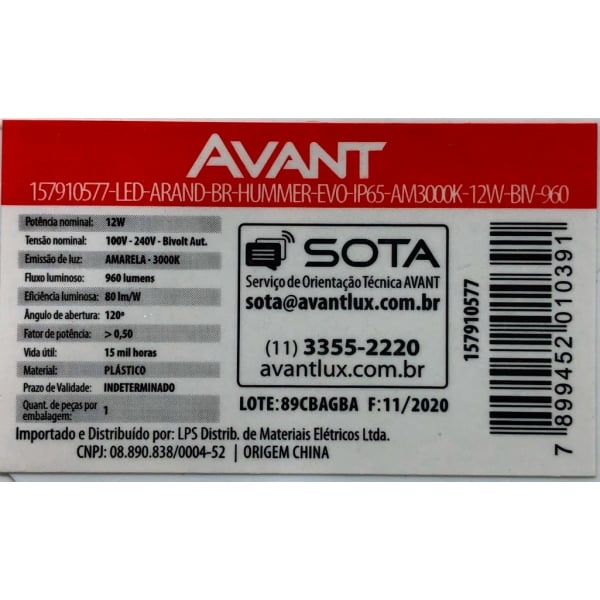 AVANT
157910577-LED-ARAND-BR-HUMMER-EVO-IP65-AM3000K-12W-BIV-960
Potência nominal: 12W
Tensão nominal: 100V - 240V - Bivolt Aut.
Emissão de luz: AMARELA - 3000K
Fluxo luminoso: 960 lumens
Eficiência luminosa: 80 lm/W
Ângulo de abertura: 120º
Fator de potência: > 0,50
Vida útil: 15 mil horas
Material: PLÁSTICO
Prazo de Validade: INDETERMINADO
Quant. de peças por
embalagem: 1
SOTA
Serviço de Orientação Técnica AVANT
sota@avantlux.com.br
(11) 3355-2220
avantlux.com.br
LOTE:89CBAGBA F:11/2020
157910577
7 899452 010391
Importado e Distribuído por: LPS Distrib. de Materiais Elétricos Ltda.
CNPJ: 08.890.838/0004-52 | ORIGEM CHINA